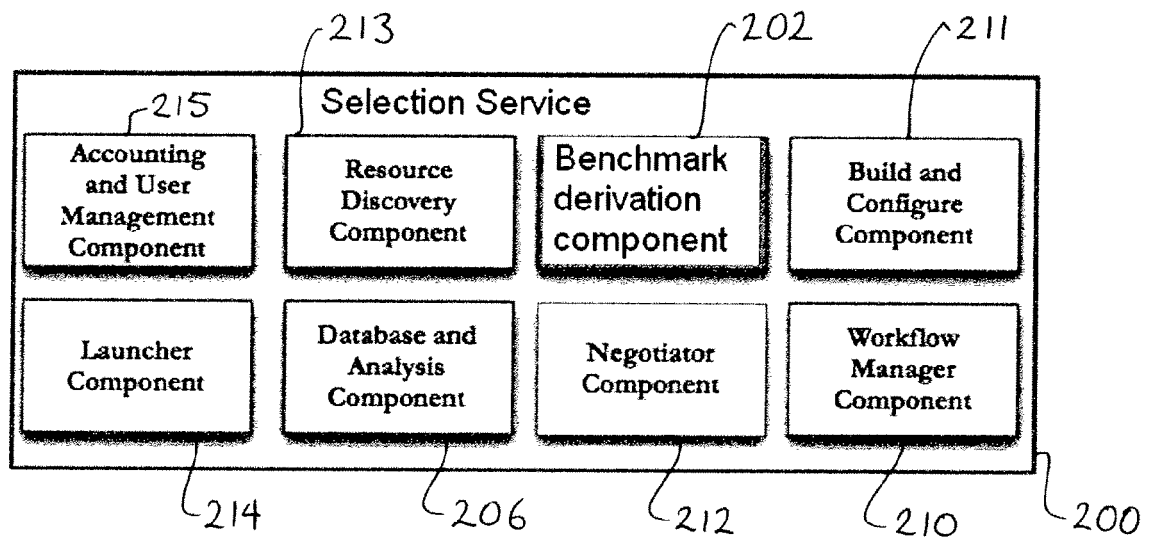 213
202
211
Selection Service
215
Accounting
and User
Management
Component
Resource
Discovery
Component
Benchmark
derivation
component
Build and
Configure
Component
Launcher
Component
Database and
Analysis
Component
Negotiator
Component
Workflow
Manager
Component
214
206
212
210
200